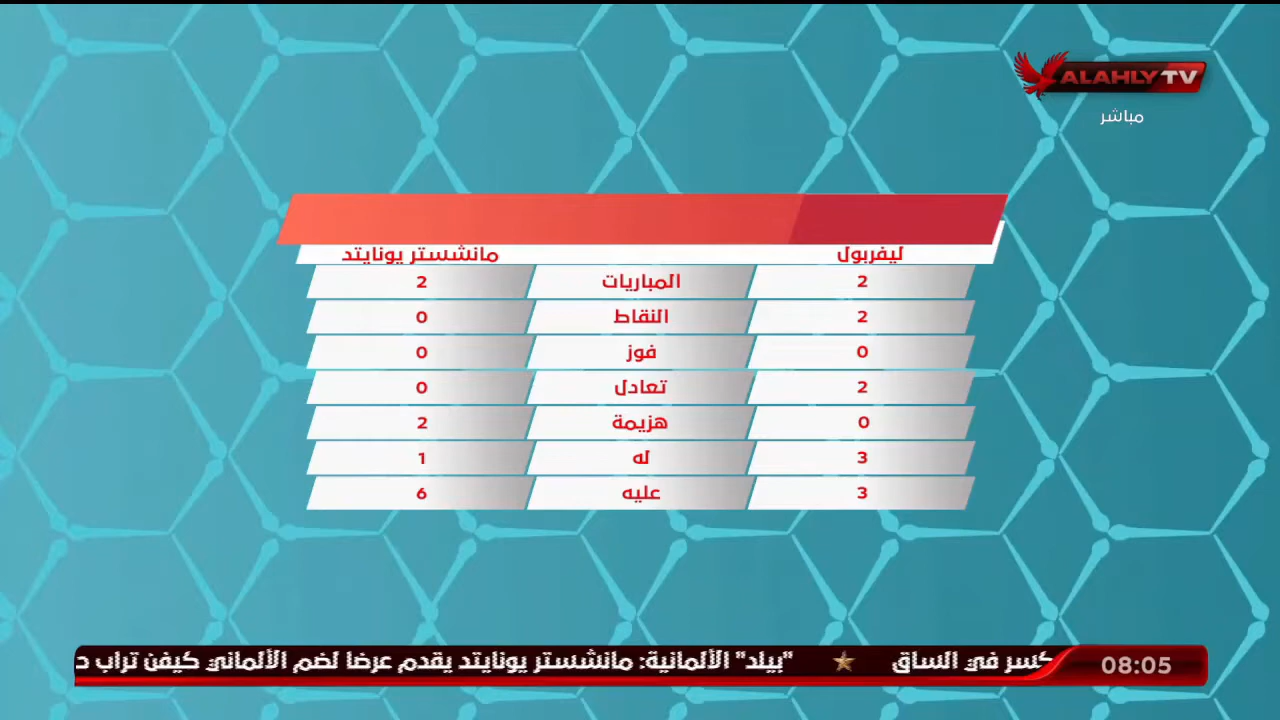 ALAHLY TV
مباشر
ليفربول مانشستر يونايتد
2 المباريات 2
2 النقاط 0
0 فوز 0
2 تعادل 0
0 هزيمة 2
3 له 1
3 عليه 6
08:05 كسر في الساق "بيلد" الألمانية: مانشستر يونايتد يقدم عرضا لضم الألماني كيفن تراب